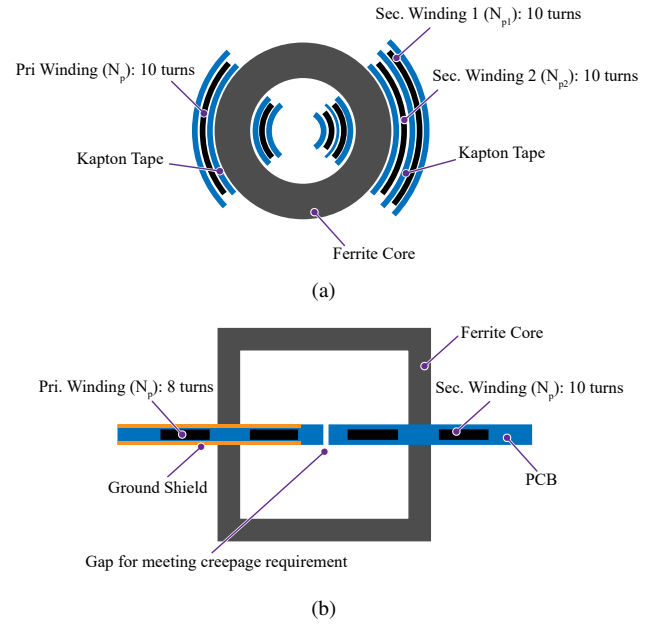 Sec. Winding 1 (Np1): 10 turns
Pri Winding (Np): 10 turns
Sec. Winding 2 (Np2): 10 turns
Kapton Tape
Kapton Tape
Ferrite Core
(a)
Ferrite Core
Pri. Winding (Np): 8 turns
Sec. Winding (Np): 10 turns
Ground Shield
PCB
Gap for meeting creepage requirement
(b)